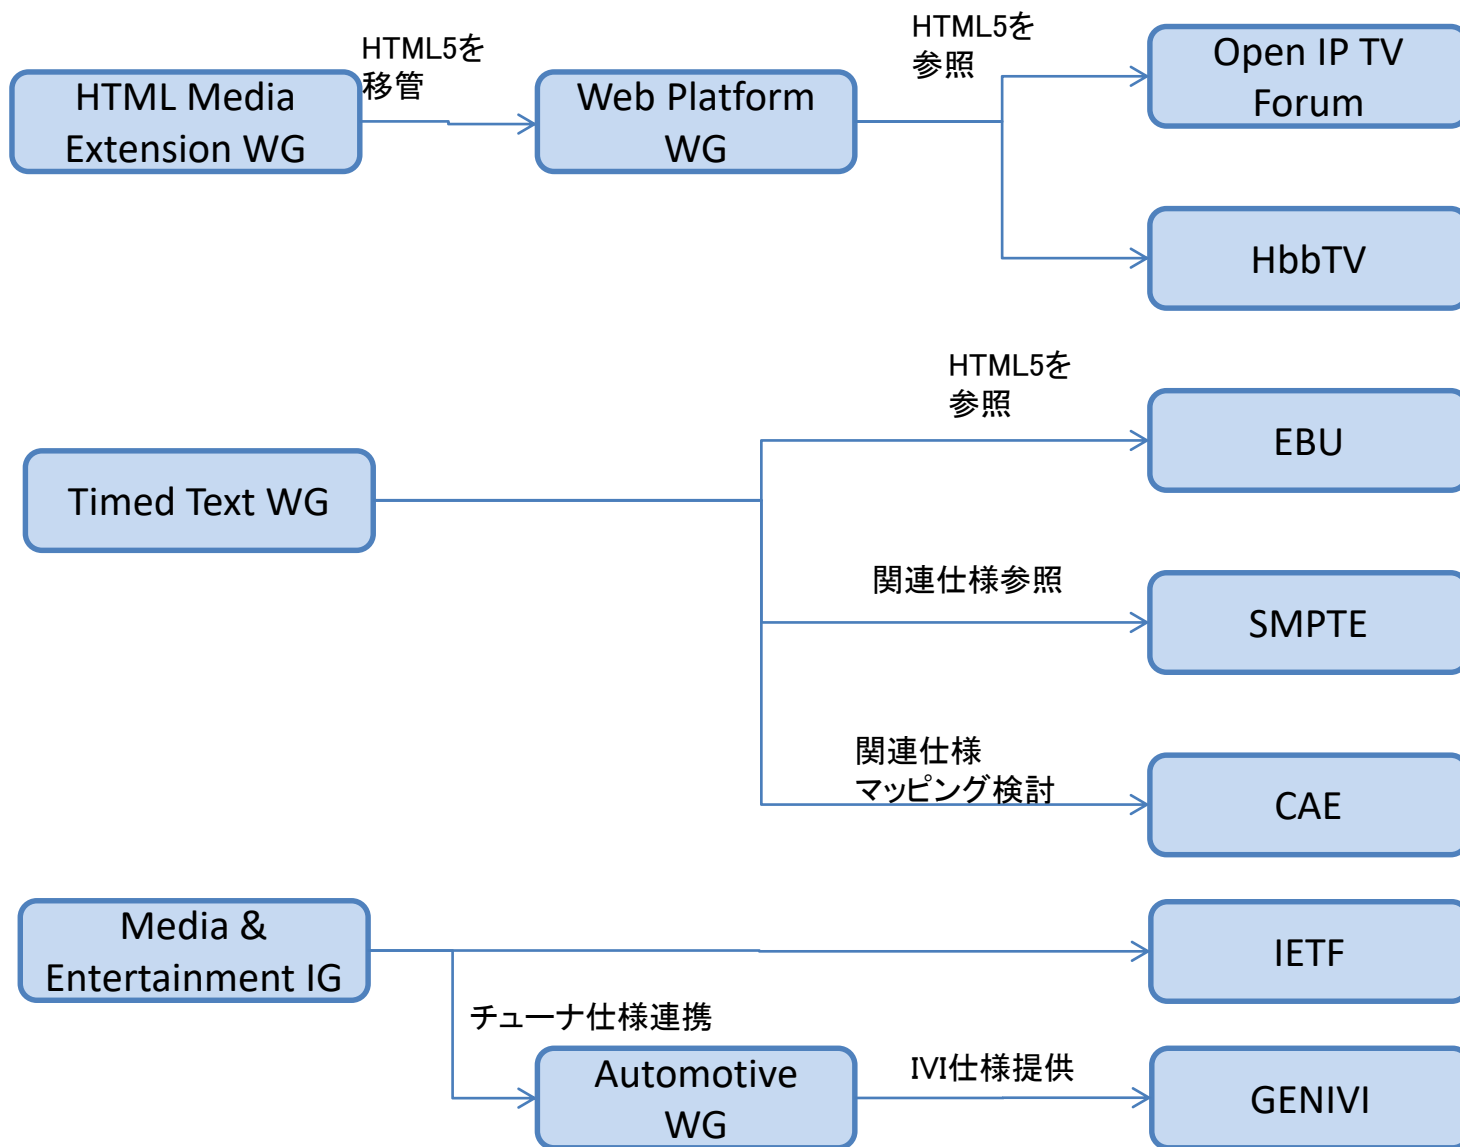 HTML5を
移管
HTML Media
Extension WG
Web Platform
WG
HTML5を
参照
Open IP TV
Forum
HbbTV
HTML5を
参照
EBU
Timed Text WG
関連仕様参照
SMPTE
関連仕様
マッピング検討
CAE
Media &
Entertainment IG
IETF
チューナ仕様連携
Automotive
WG
IVI仕様提供
GENIVI